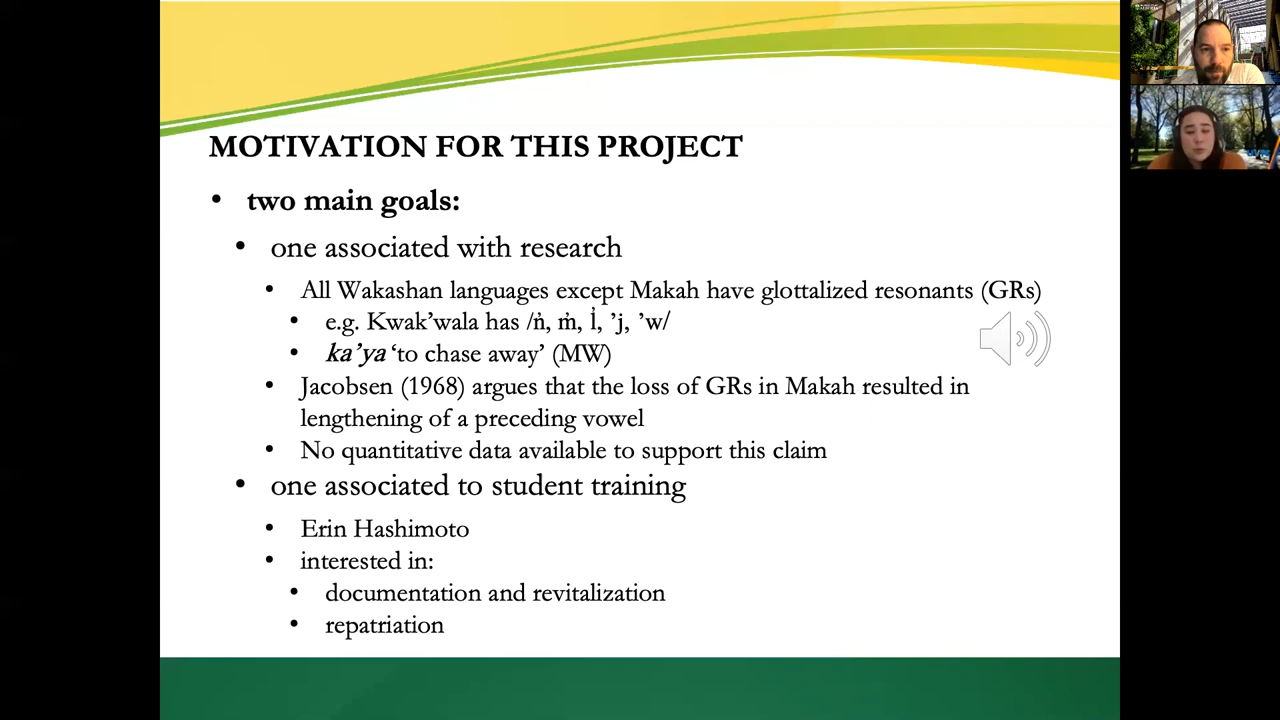 MOTIVATION FOR THIS PROJECT
• two main goals:
• one associated with research
• All Wakashan languages except Makah have glottalized resonants (GRs)
• e.g. Kwak’wala has /n̓, m̓, l̓, ’j, ’w/
• ka’ya ‘to chase away’ (MW)
• Jacobsen (1968) argues that the loss of GRs in Makah resulted in
lengthening of a preceding vowel
• No quantitative data available to support this claim
• one associated to student training
• Erin Hashimoto
• interested in:
• documentation and revitalization
• repatriation